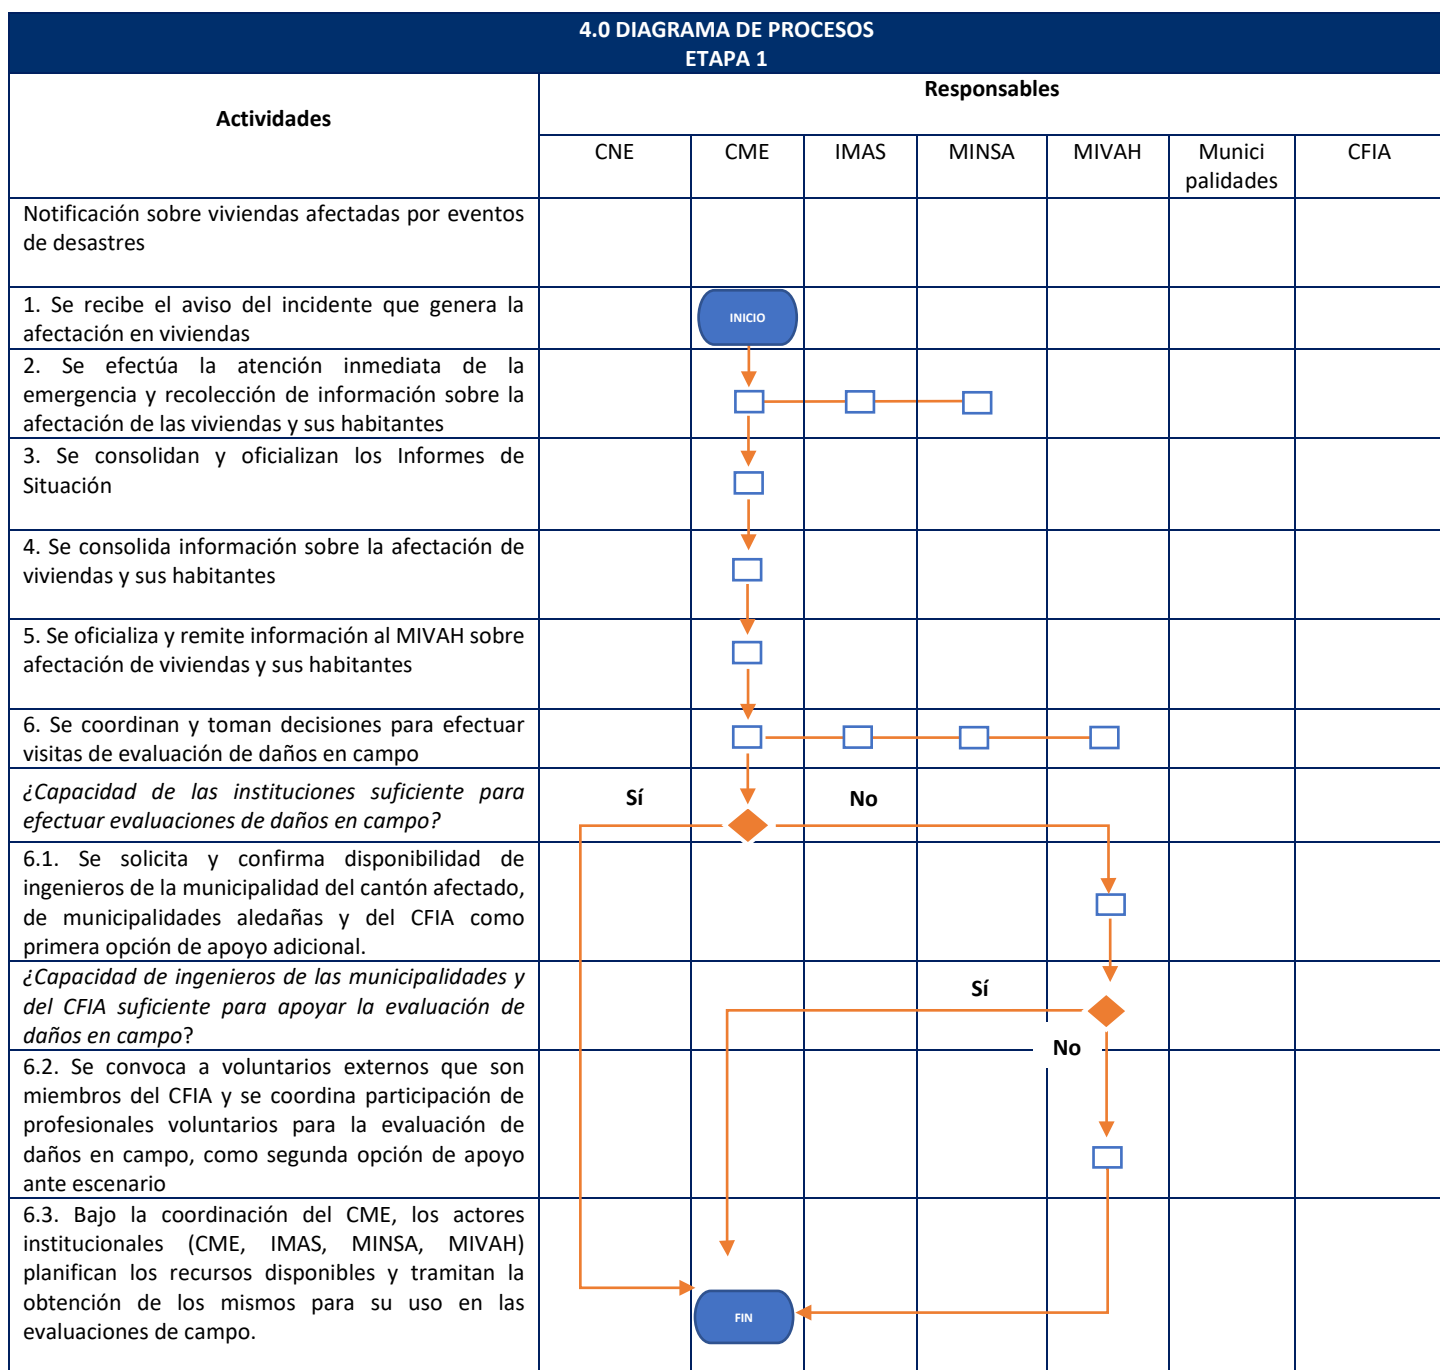 4.0 DIAGRAMA DE PROCESOS
ETAPA 1
Actividades
Responsables
CNE
CME
IMAS
MINSA
MIVAH
Munici
palidades
CFIA
Notificación sobre viviendas afectadas por eventos
de desastres
1. Se recibe el aviso del incidente que genera la
afectación en viviendas
INICIO
2. Se efectúa la atención inmediata de la
emergencia y recolección de información sobre la
afectación de las viviendas y sus habitantes
3. Se consolidan y oficializan los Informes de
Situación
4. Se consolida información sobre la afectación de
viviendas y sus habitantes
5. Se oficializa y remite información al MIVAH sobre
afectación de viviendas y sus habitantes
6. Se coordinan y toman decisiones para efectuar
visitas de evaluación de daños en campo
¿Capacidad de las instituciones suficiente para
efectuar evaluaciones de daños en campo?
Sí
No
6.1. Se solicita y confirma disponibilidad de
ingenieros de la municipalidad del cantón afectado,
de municipalidades aledañas y del CFIA como
primera opción de apoyo adicional.
¿Capacidad de ingenieros de las municipalidades y
del CFIA suficiente para apoyar la evaluación de
daños en campo?
Sí
No
6.2. Se convoca a voluntarios externos que son
miembros del CFIA y se coordina participación de
profesionales voluntarios para la evaluación de
daños en campo, como segunda opción de apoyo
ante escenario
6.3. Bajo la coordinación del CME, los actores
institucionales (CME, IMAS, MINSA, MIVAH)
planifican los recursos disponibles y tramitan la
obtención de los mismos para su uso en las
evaluaciones de campo.
FIN